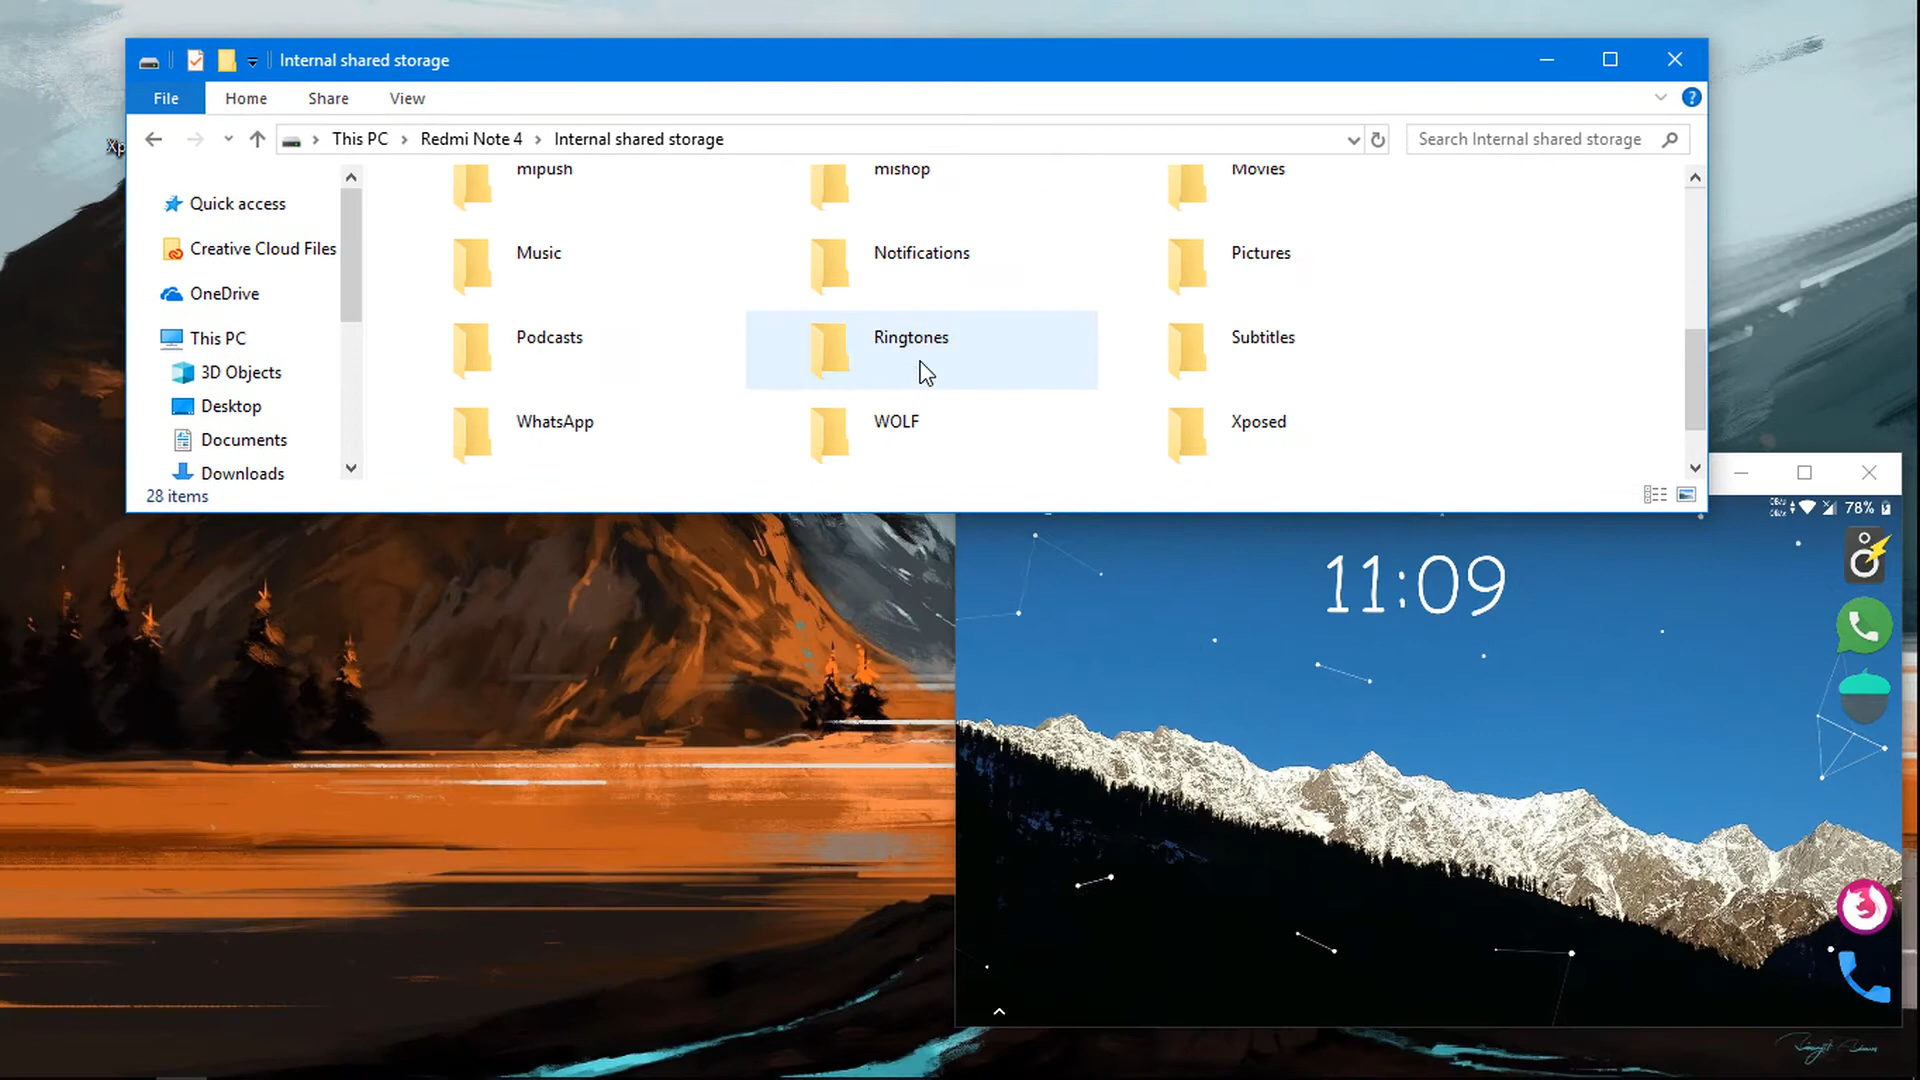 Internal shared storage
File Home Share View
This PC Redmi Note 4 Internal shared storage Search Internal shared storage
Quick access
Creative Cloud Files
OneDrive
This PC
3D Objects
Desktop
Documents
Downloads
mipush mishop Movies
Music Notifications Pictures
Podcasts Ringtones Subtitles
WhatsApp WOLF Xposed
28 items
Xp
78%
11:09